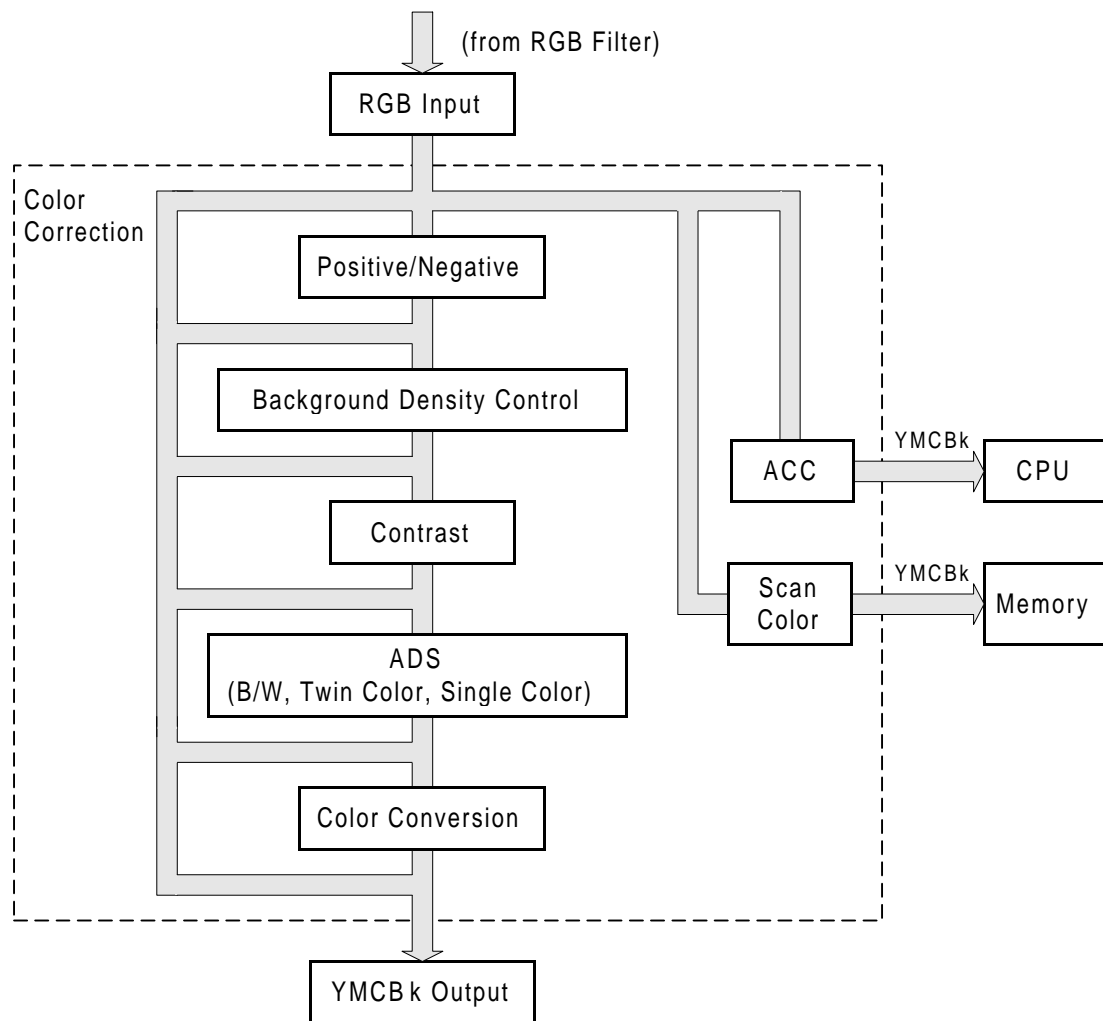 (from RGB Filter)
RGB Input
Color
Correction
Positive/Negative
Background Density Control
Contrast
ADS
(B/W, Twin Color, Single Color)
Color Conversion
YMCBk Output
ACC
YMCBk
CPU
Scan
Color
YMCBk
Memory